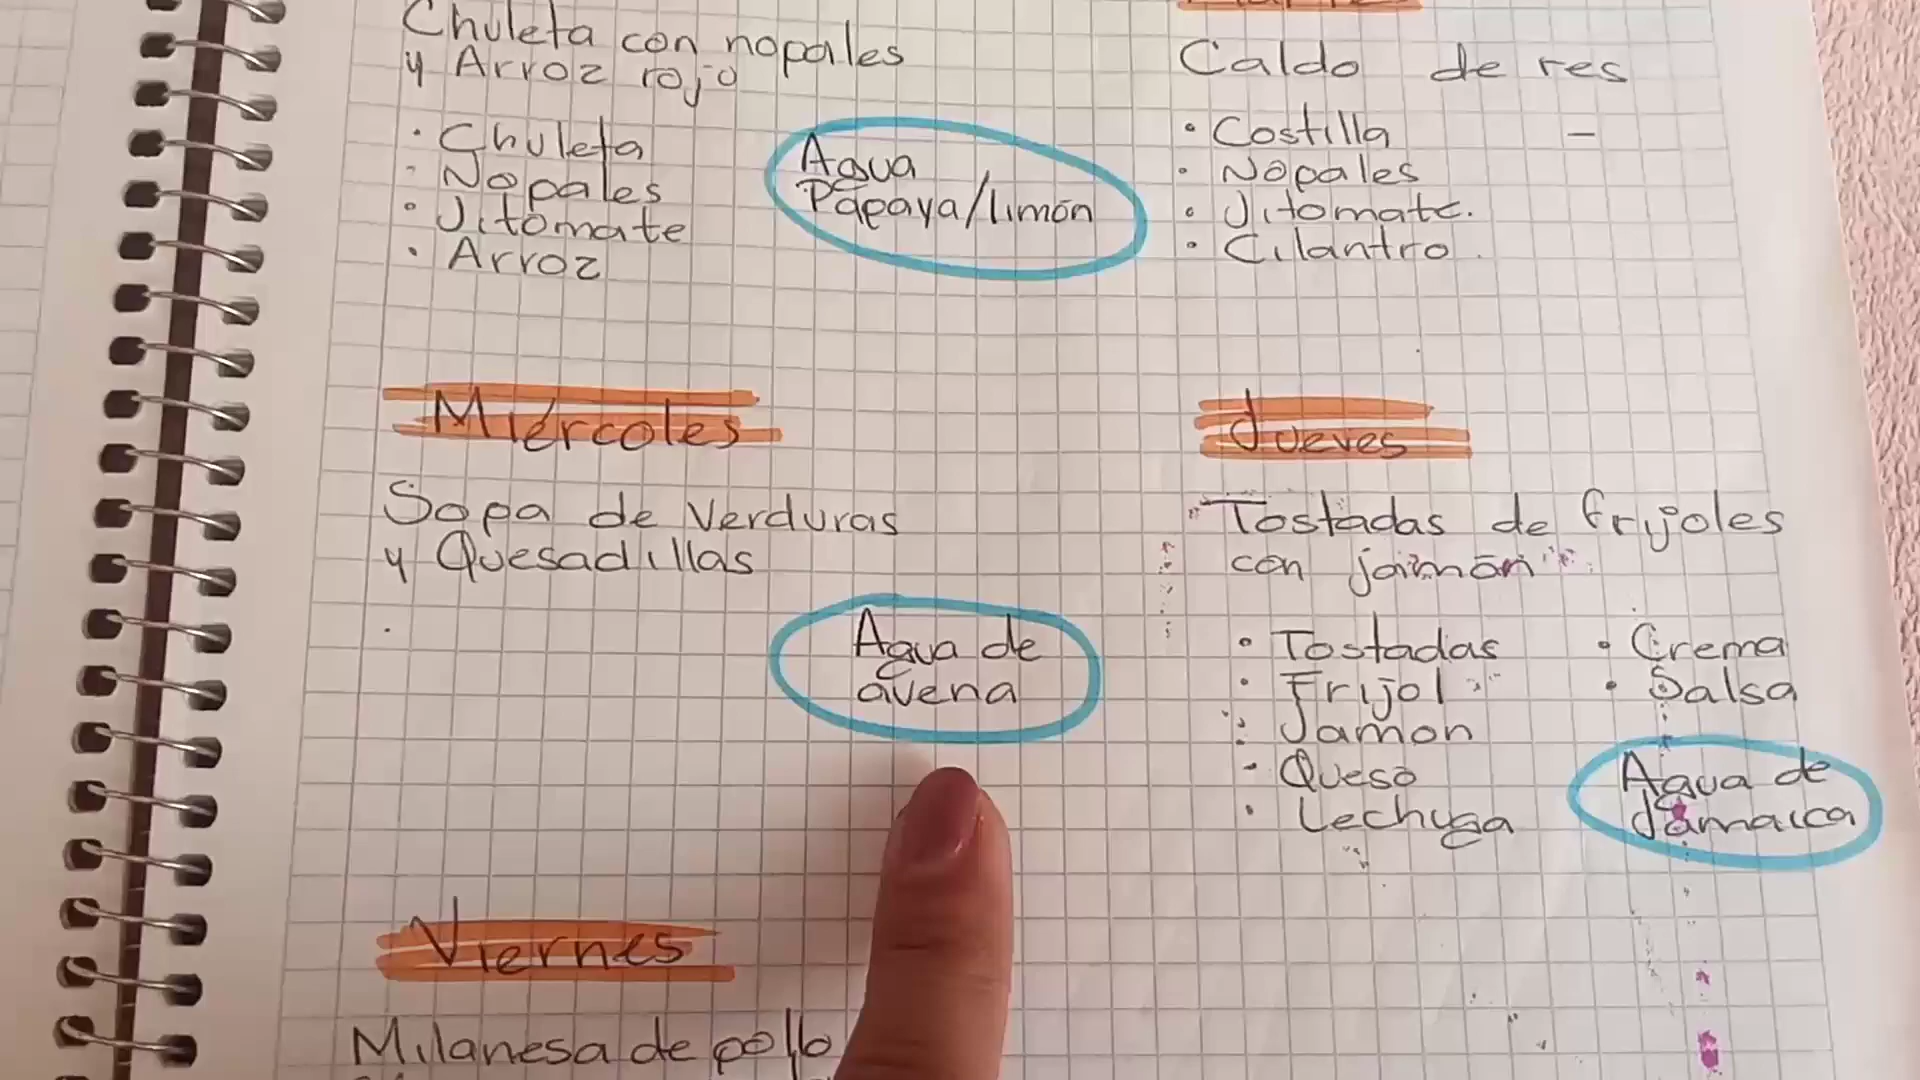 Chuleta con nopales
y Arroz rojo
· Chuleta
· Nopales
· Jitomate
· Arroz
Agua
Papaya/limón
Caldo de res
· Costilla -
· Nopales
· Jitomate.
· Cilantro.
Miércoles
Sopa de Verduras
y Quesadillas
·
Agua de
avena
Jueves
Tostadas de frijoles
con jamón
· Tostadas
· Frijol
· Jamon
· Queso
· Lechuga
· Crema
· Salsa
Agua de
Jamaica
Viernes
Milanesa de pollo